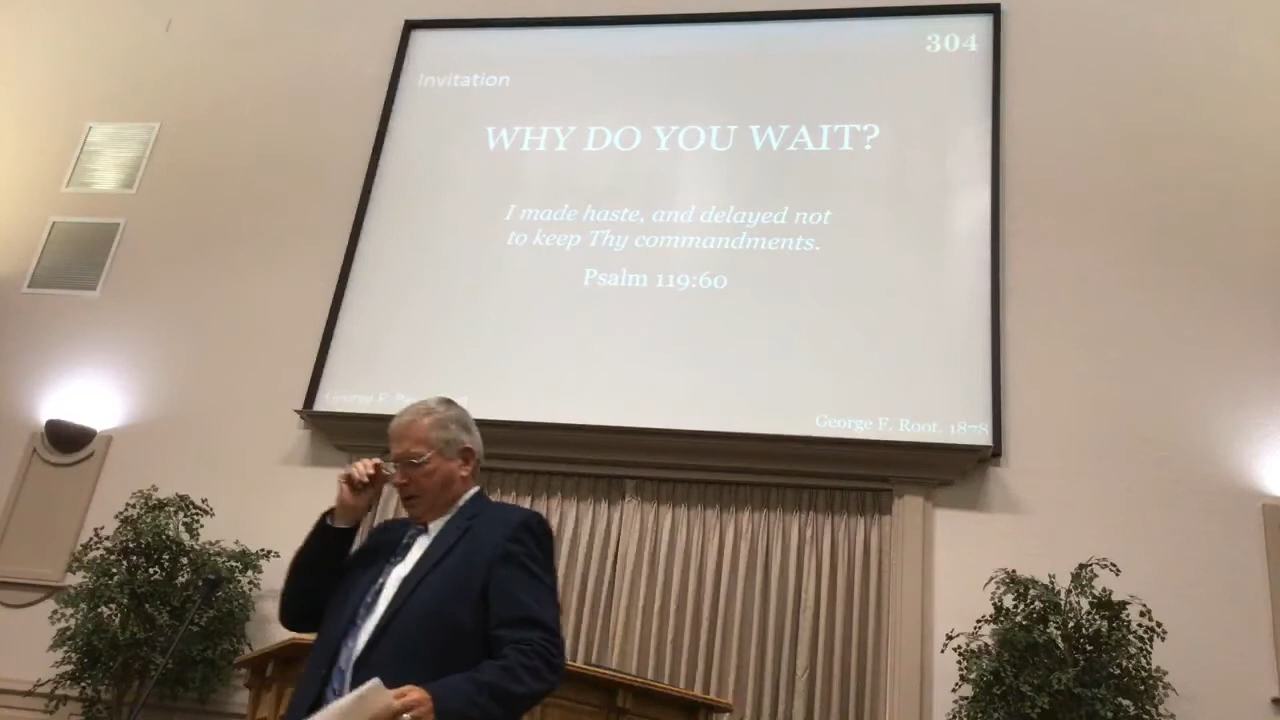 304
Invitation
WHY DO YOU WAIT?
I made haste, and delayed not
to keep Thy commandments.
Psalm 119:60
George F.
George F. Root, 1878